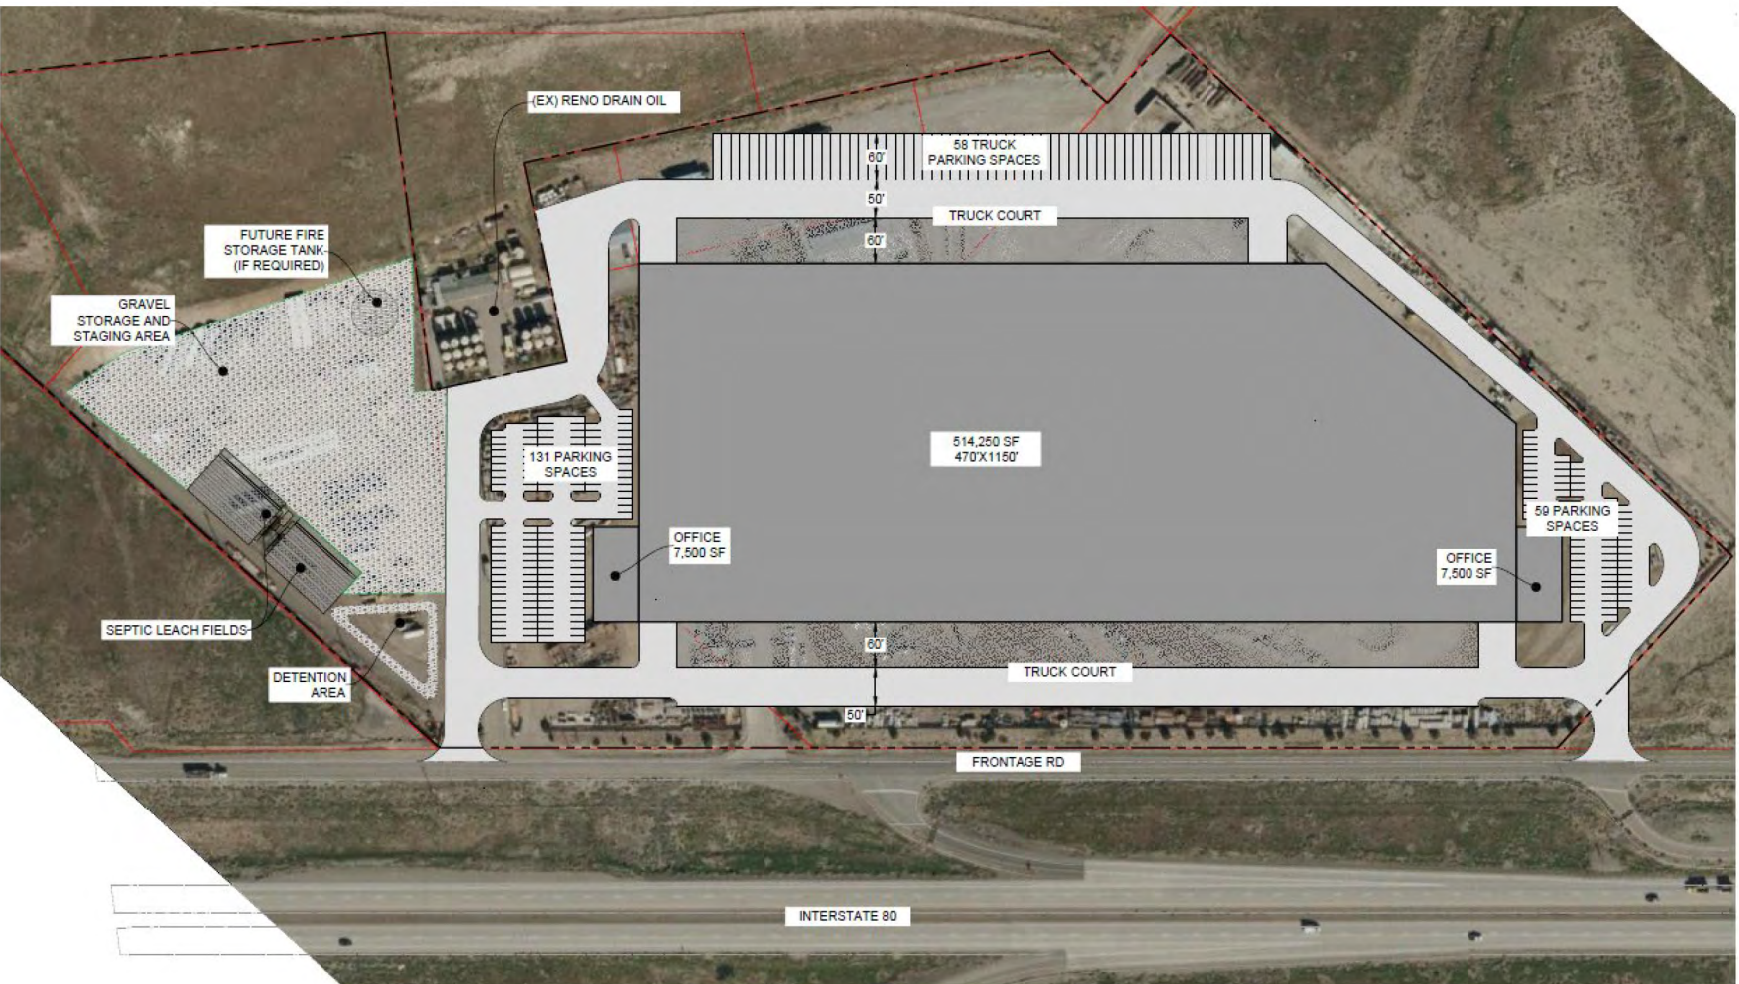 (EX) RENO DRAIN OIL
58 TRUCK
PARKING SPACES
60'
50'
TRUCK COURT
60'
FUTURE FIRE
STORAGE TANK
(IF REQUIRED)
GRAVEL
STORAGE AND
STAGING AREA
514,250 SF
470'X1150'
131 PARKING
SPACES
59 PARKING
SPACES
OFFICE
7,500 SF
OFFICE
7,500 SF
SEPTIC LEACH FIELDS
60'
TRUCK COURT
DETENTION
AREA
50'
FRONTAGE RD
INTERSTATE 80